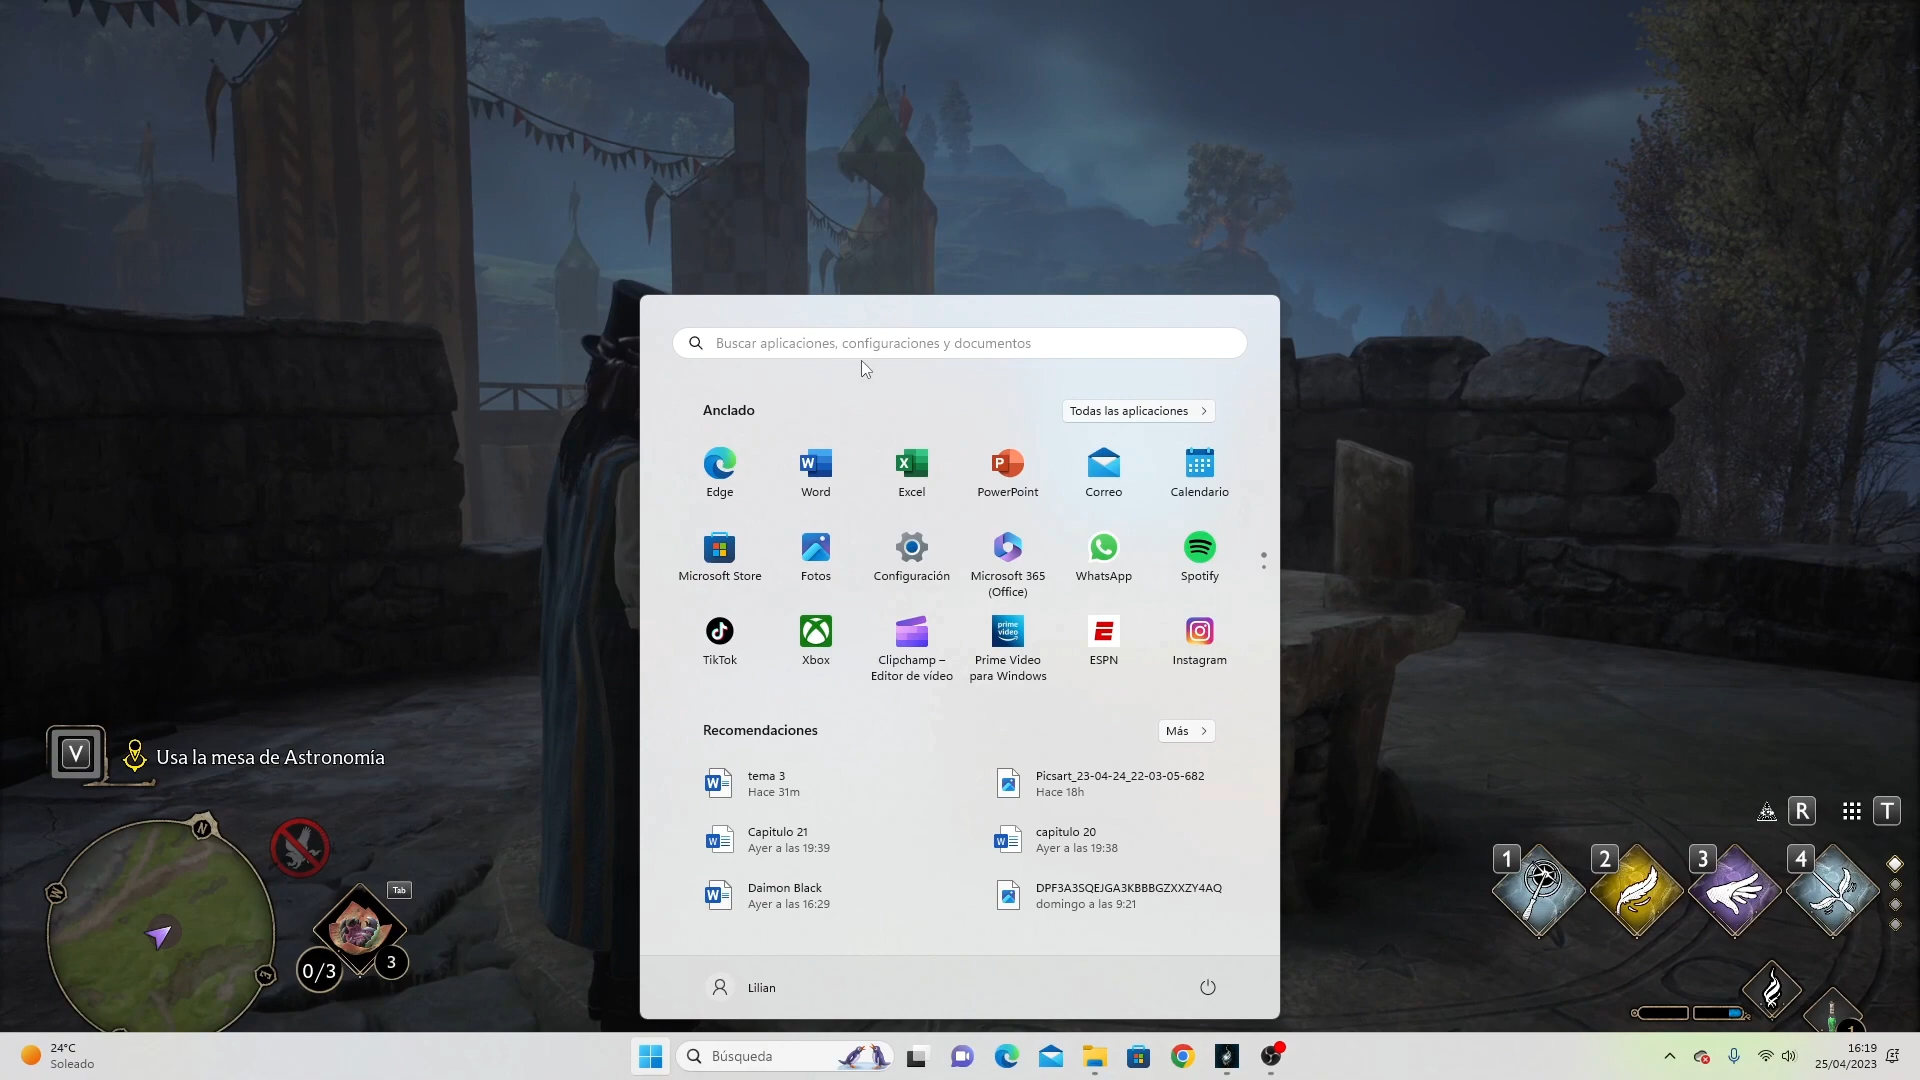 Buscar aplicaciones, configuraciones y documentos
Anclado
Todas las aplicaciones
Edge
Word
Excel
PowerPoint
Correo
Calendario
Microsoft Store
Fotos
Configuración
Microsoft 365
(Office)
WhatsApp
Spotify
TikTok
Xbox
Clipchamp –
Editor de vídeo
prime video
Prime Video
para Windows
ESPN
Instagram
Recomendaciones
Más
tema 3
Hace 31m
Picsart_23-04-24_22-03-05-682
Hace 18h
Capitulo 21
Ayer a las 19:39
capitulo 20
Ayer a las 19:38
Daimon Black
Ayer a las 16:29
DPF3A3SQEJGA3KBBBGZXXZY4AQ
domingo a las 9:21
Lilian
V
Usa la mesa de Astronomía
N
E
Tab
0/3
3
R
T
1
2
3
4
1
24°C
Soleado
Búsqueda
16:19
25/04/2023